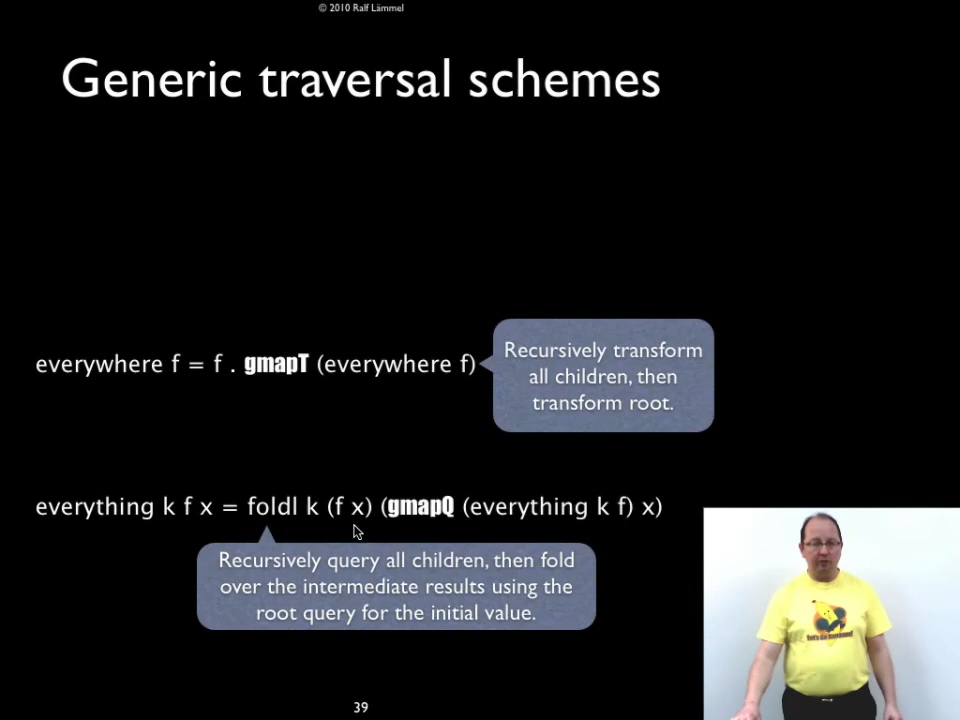 © 2010 Ralf Lämmel
Generic traversal schemes
everywhere f = f . gmapT (everywhere f)
Recursively transform
all children, then
transform root.
everything k f x = foldl k (f x) (gmapQ (everything k f) x)
Recursively query all children, then fold
over the intermediate results using the
root query for the initial value.
39